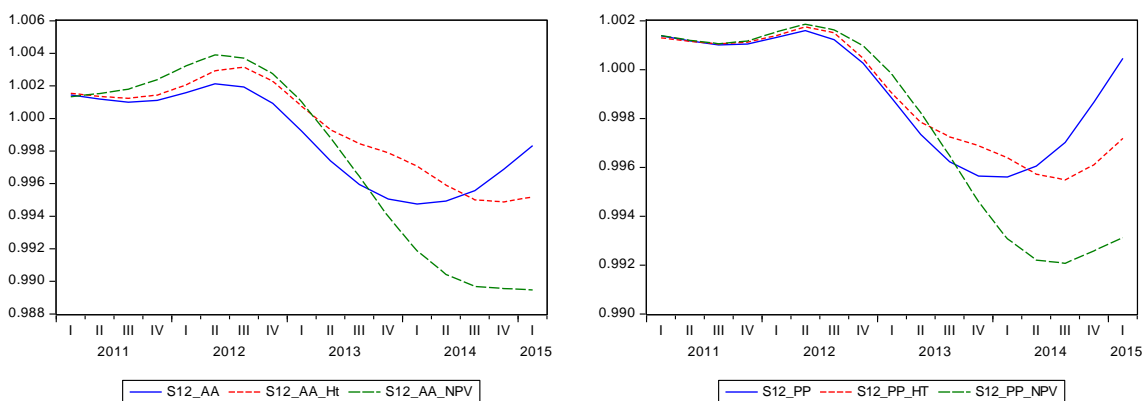 1.006
1.004
1.002
1.000
0.998
0.996
0.994
0.992
0.990
0.988
I II III IV I II III IV I II III IV I II III IV I
2011 2012 2013 2014 2015
S12_AA S12_AA_Ht S12_AA_NPV
1.002
1.000
0.998
0.996
0.994
0.992
0.990
I II III IV I II III IV I II III IV I II III IV I
2011 2012 2013 2014 2015
S12_PP S12_PP_HT S12_PP_NPV